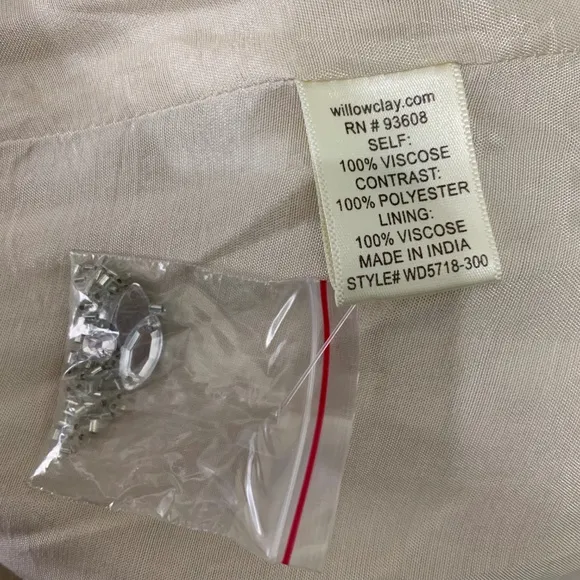 willowclay.com
RN # 93608
SELF:
100% VISCOSE
CONTRAST:
100% POLYESTER
LINING:
100% VISCOSE
MADE IN INDIA
STYLE# WD5718-300